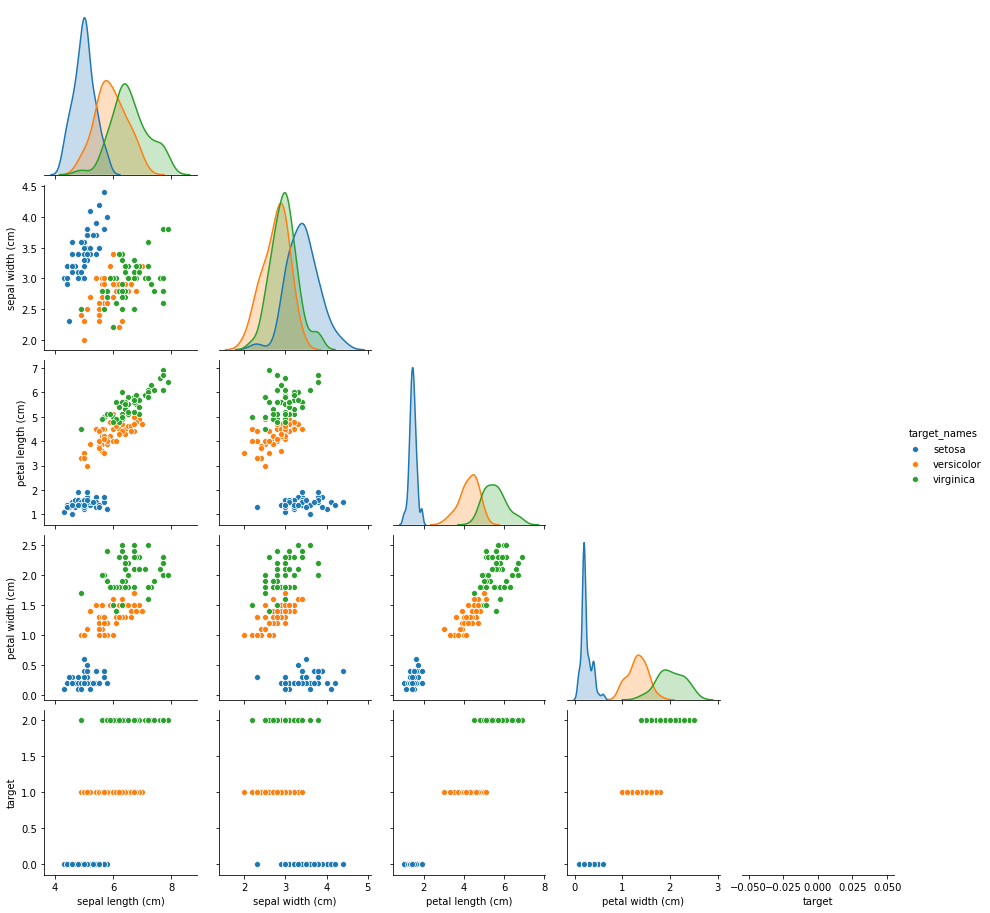 4.5
4.0
3.5
3.0
2.5
2.0
sepal width (cm)
7
6
5
4
3
2
1
petal length (cm)
target_names
setosa
versicolor
virginica
2.5
2.0
1.5
1.0
0.5
0.0
petal width (cm)
2.0
1.5
1.0
0.5
0.0
target
4 6 8
sepal length (cm)
2 3 4 5
sepal width (cm)
2 4 6 8
petal length (cm)
0 1 2 3
petal width (cm)
−0.050 −0.025 0.000 0.025 0.050
target